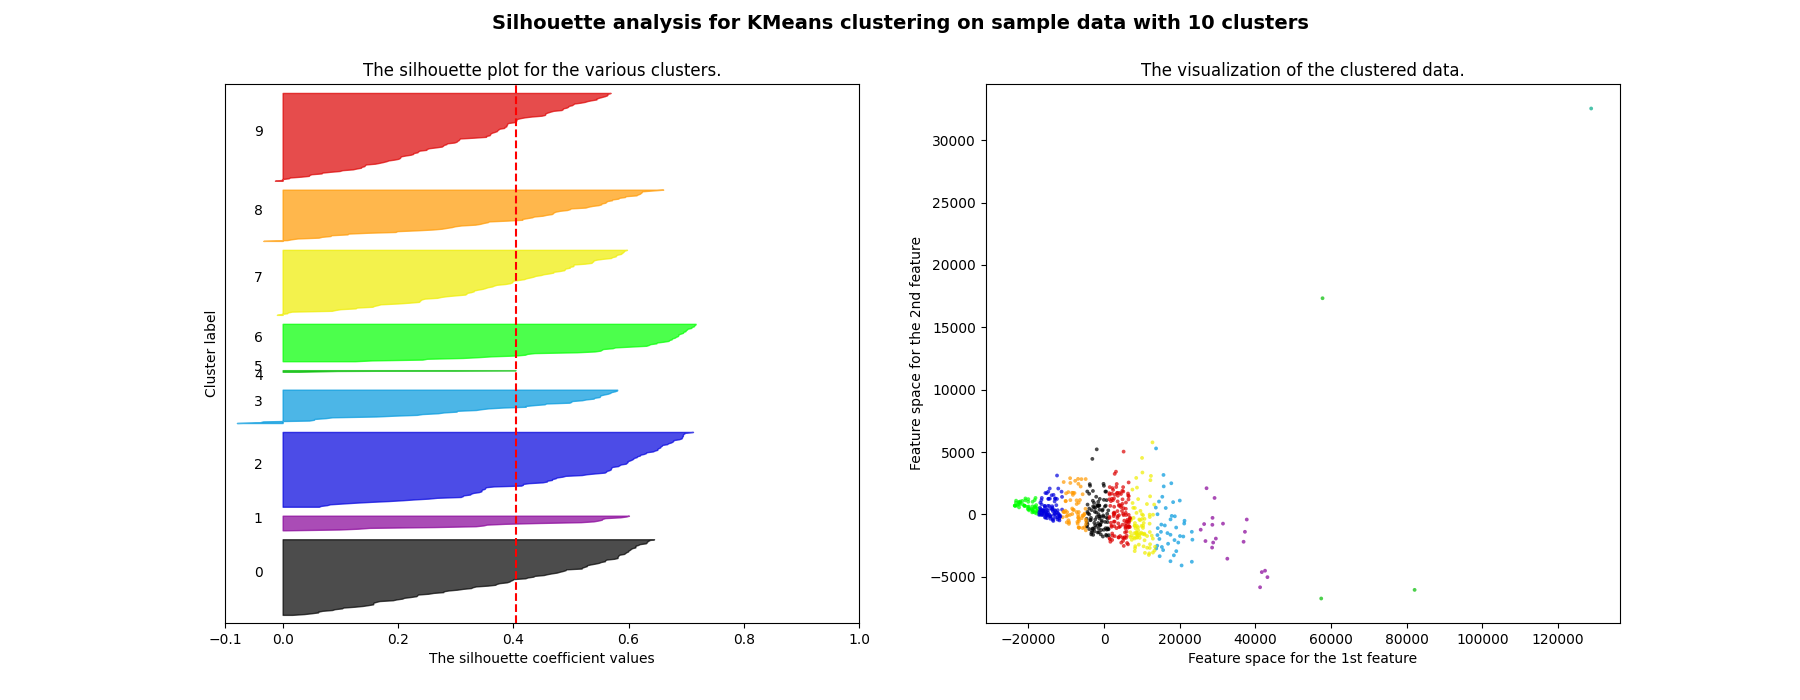 Silhouette analysis for KMeans clustering on sample data with 10 clusters
The silhouette plot for the various clusters.
Cluster label
9
8
7
6
5
4
3
2
1
0
−0.1 0.0 0.2 0.4 0.6 0.8 1.0
The silhouette coefficient values
The visualization of the clustered data.
Feature space for the 2nd feature
30000
25000
20000
15000
10000
5000
0
−5000
−20000 0 20000 40000 60000 80000 100000 120000
Feature space for the 1st feature